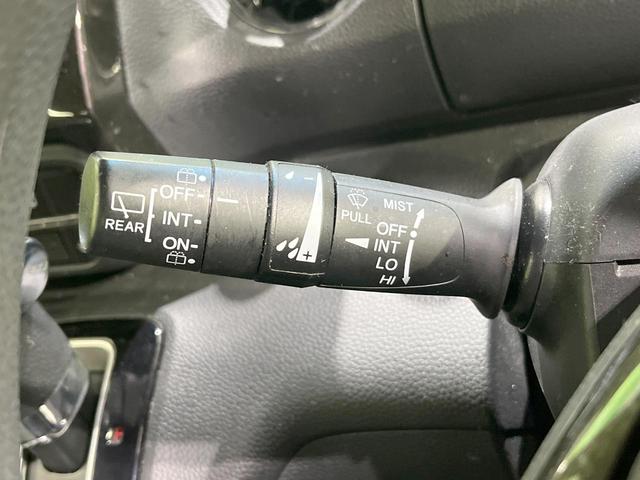 REAR
OFF
INT
ON
-
+
PULL
MIST
OFF
INT
LO
HI